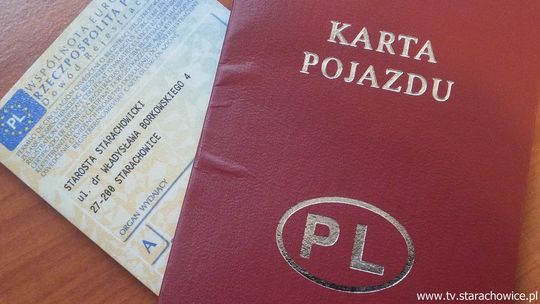 WSPÓLNOTA EURO
RZECZPOSPOLITA P
Dowód Rejestra
PL
STAROSTA STARACHOWICKI
ul. dr WŁADYSŁAWA BORKOWSKIEGO 4
27-200 STARACHOWICE
ORGAN WYDAJĄCY
A
KARTA
POJAZDU
PL
www.tv.starachowice.pl